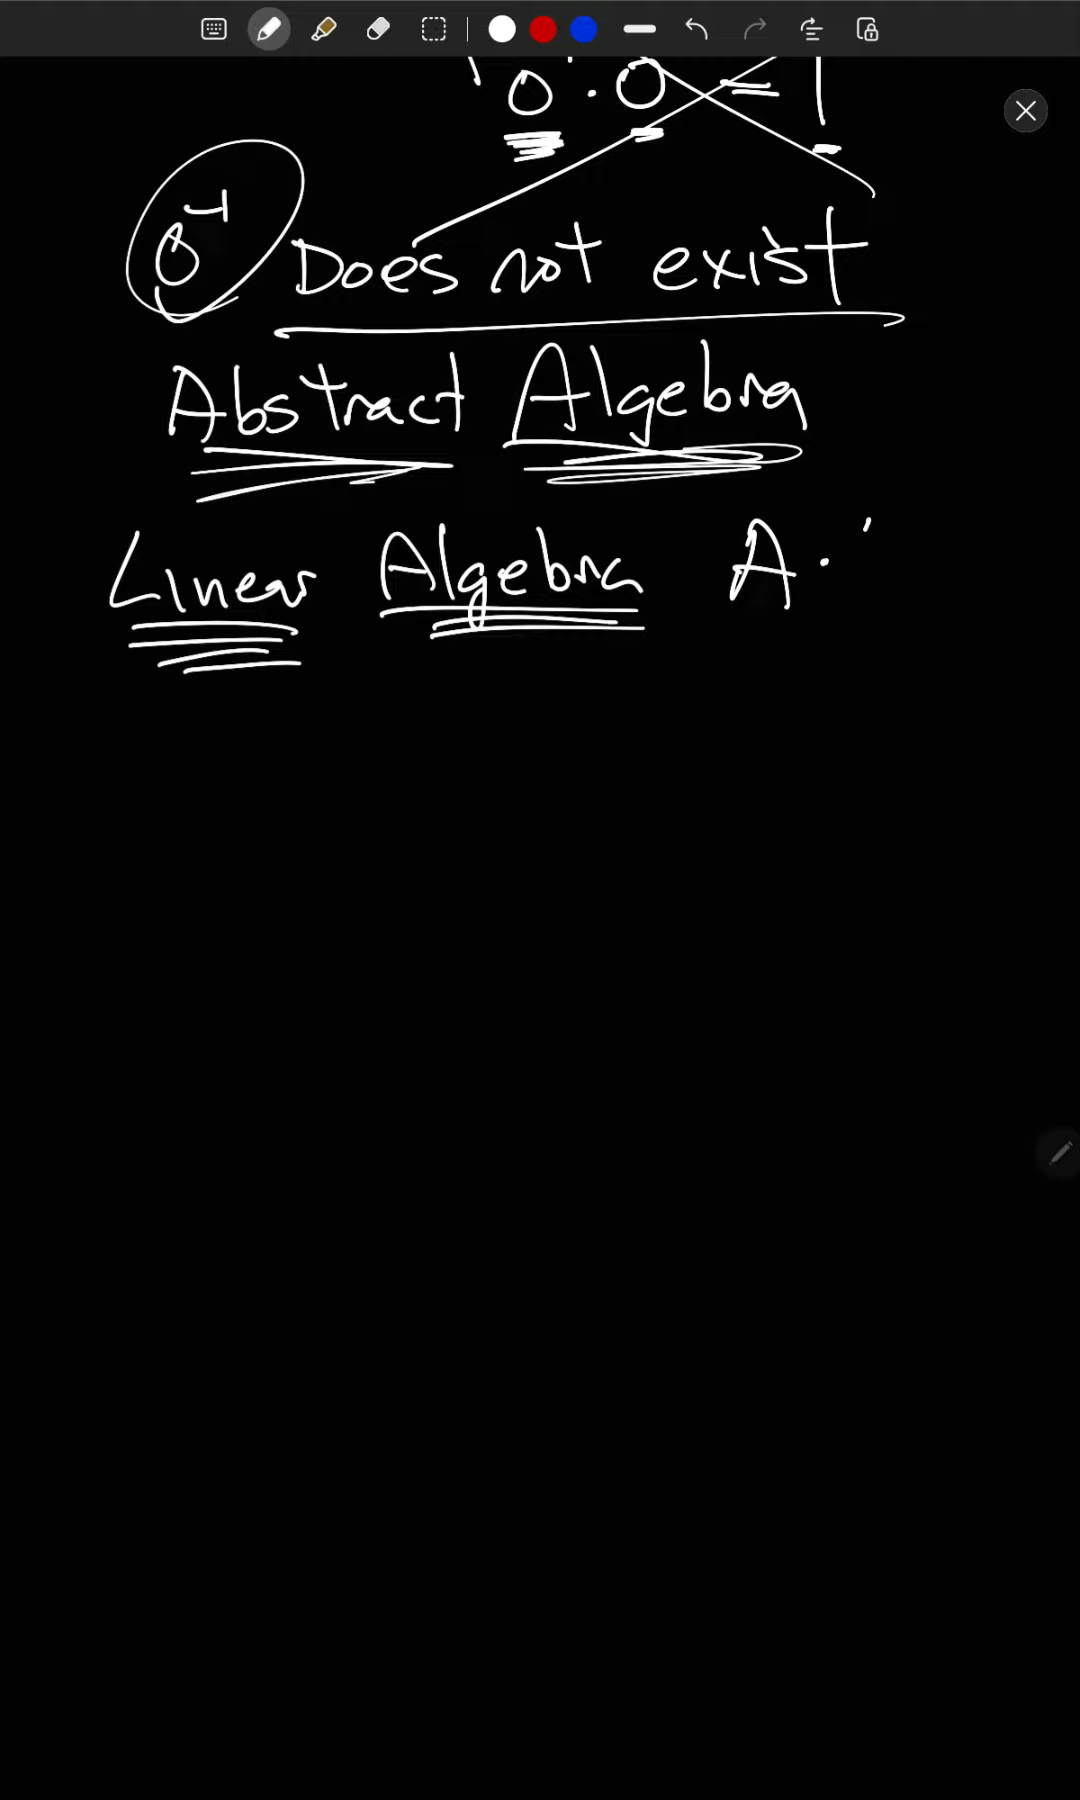 0 · 0 = 1
0⁻¹ Does not exist
Abstract Algebra
Linear Algebra A ·